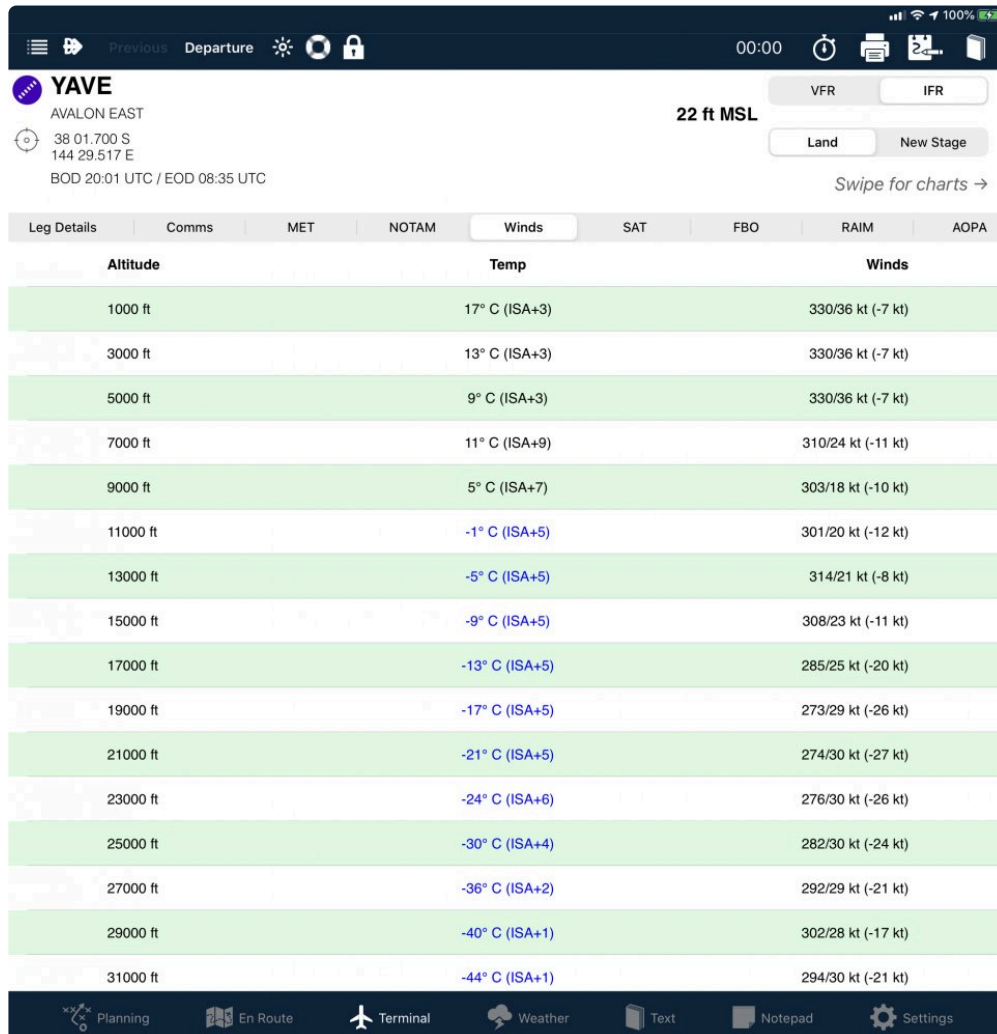 100%
Previous Departure 00:00
YAVE
AVALON EAST
38 01.700 S
144 29.517 E
BOD 20:01 UTC / EOD 08:35 UTC
22 ft MSL
VFR IFR
Land New Stage
Swipe for charts →
Leg Details Comms MET NOTAM Winds SAT FBO RAIM AOPA
Altitude Temp Winds
1000 ft 17° C (ISA+3) 330/36 kt (-7 kt)
3000 ft 13° C (ISA+3) 330/36 kt (-7 kt)
5000 ft 9° C (ISA+3) 330/36 kt (-7 kt)
7000 ft 11° C (ISA+9) 310/24 kt (-11 kt)
9000 ft 5° C (ISA+7) 303/18 kt (-10 kt)
11000 ft -1° C (ISA+5) 301/20 kt (-12 kt)
13000 ft -5° C (ISA+5) 314/21 kt (-8 kt)
15000 ft -9° C (ISA+5) 308/23 kt (-11 kt)
17000 ft -13° C (ISA+5) 285/25 kt (-20 kt)
19000 ft -17° C (ISA+5) 273/29 kt (-26 kt)
21000 ft -21° C (ISA+5) 274/30 kt (-27 kt)
23000 ft -24° C (ISA+6) 276/30 kt (-26 kt)
25000 ft -30° C (ISA+4) 282/30 kt (-24 kt)
27000 ft -36° C (ISA+2) 292/29 kt (-21 kt)
29000 ft -40° C (ISA+1) 302/28 kt (-17 kt)
31000 ft -44° C (ISA+1) 294/30 kt (-21 kt)
Planning En Route Terminal Weather Text Notepad Settings